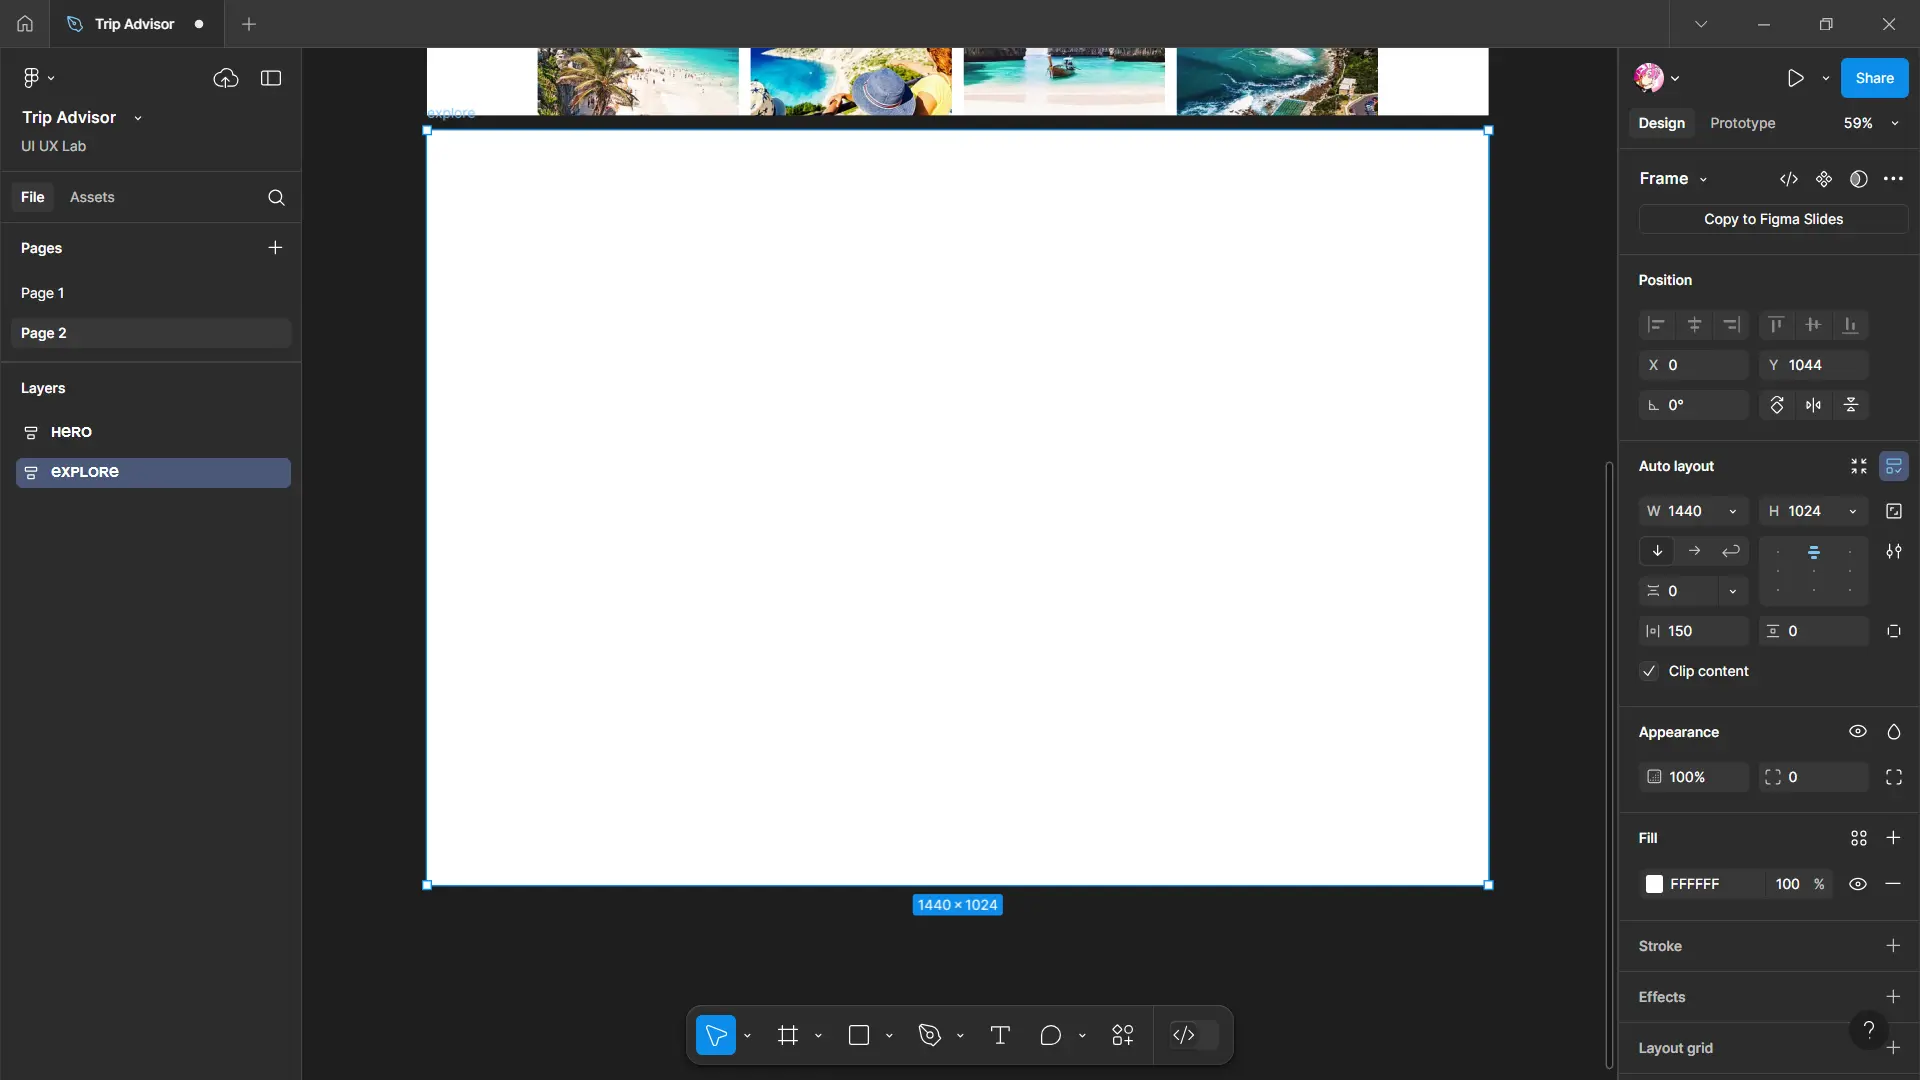 Trip Advisor
Trip Advisor
UI UX Lab
File
Assets
Pages
Page 1
Page 2
Layers
HeRO
eXPLORe
explore
1440 × 1024
Share
Design
Prototype
59%
Frame
Copy to Figma Slides
Position
X 0
Y 1044
0°
Auto layout
W 1440
H 1024
0
150
0
Clip content
Appearance
100%
0
Fill
FFFFFF 100 %
Stroke
Effects
?
Layout grid